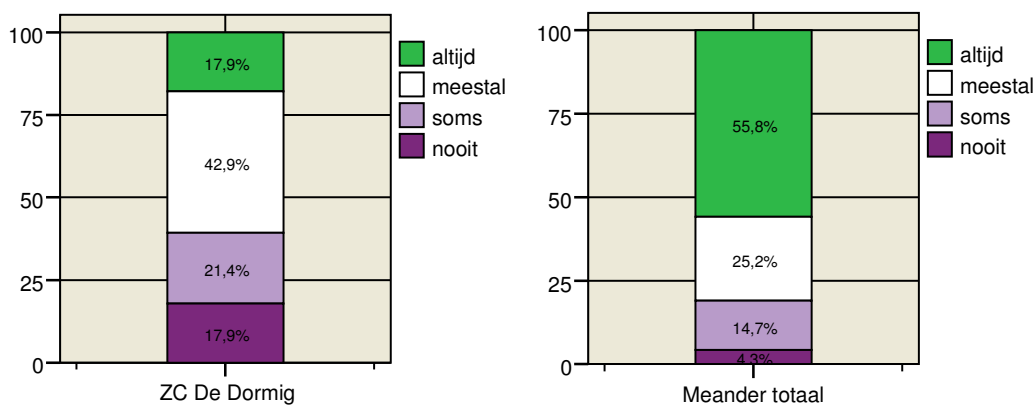 100
75
50
25
0
17,9%
42,9%
21,4%
17,9%
ZC De Dormig
altijd
meestal
soms
nooit
100
75
50
25
0
55,8%
25,2%
14,7%
4,3%
Meander totaal
altijd
meestal
soms
nooit